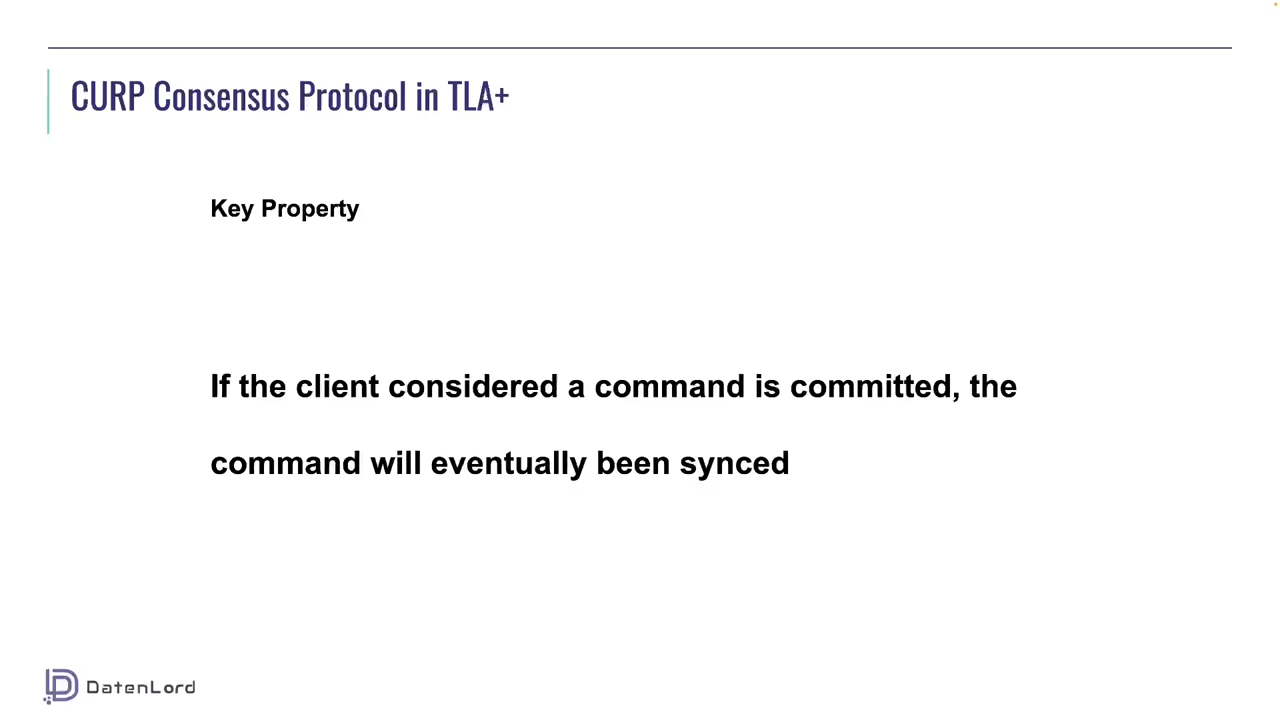 CURP Consensus Protocol in TLA+
Key Property
If the client considered a command is committed, the
command will eventually been synced
DatenLord